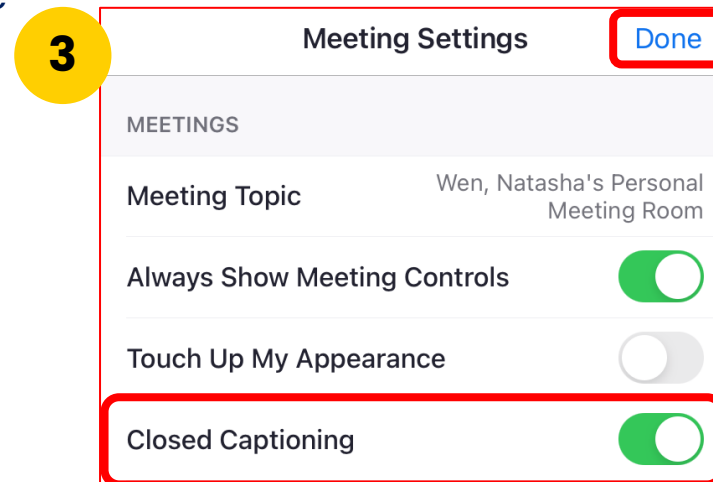 3
Meeting Settings
Done
MEETINGS
Meeting Topic
Wen, Natasha's Personal
Meeting Room
Always Show Meeting Controls
Touch Up My Appearance
Closed Captioning